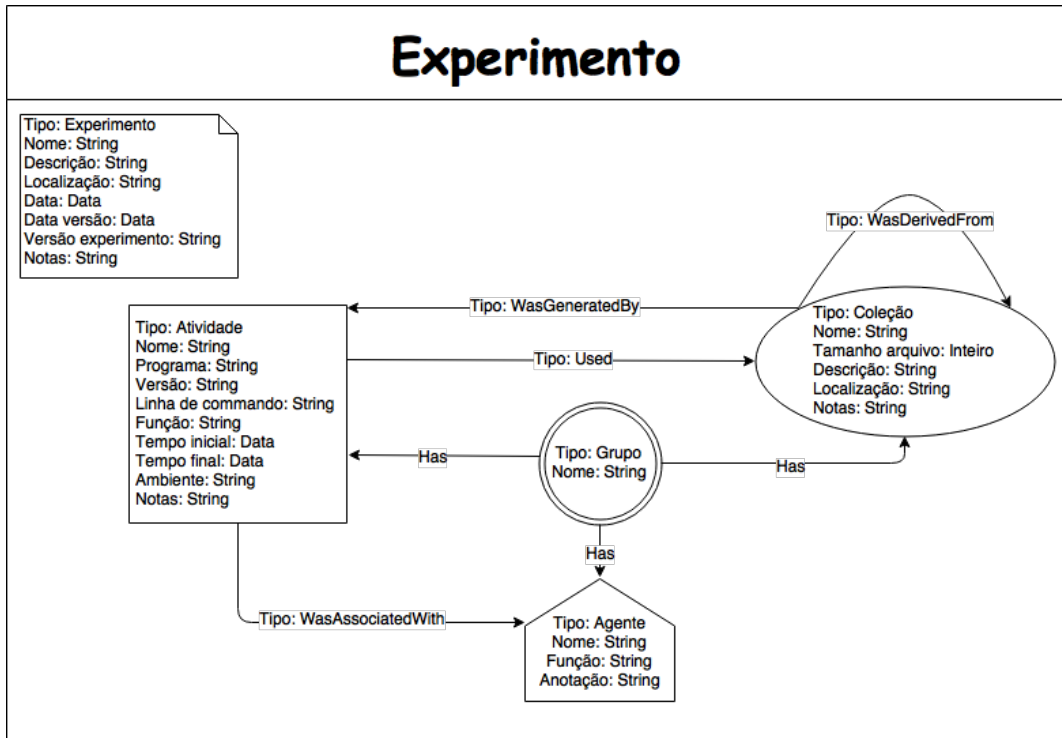 Experimento
Tipo: Experimento
Nome: String
Descrição: String
Localização: String
Data: Data
Data versão: Data
Versão experimento: String
Notas: String
Tipo: WasDerivedFrom
Tipo: WasGeneratedBy
Tipo: Coleção
Nome: String
Tamanho arquivo: Inteiro
Descrição: String
Localização: String
Notas: String
Tipo: Atividade
Nome: String
Programa: String
Versão: String
Linha de commando: String
Função: String
Tempo inicial: Data
Tempo final: Data
Ambiente: String
Notas: String
Tipo: Used
Has
Tipo: Grupo
Nome: String
Has
Has
Tipo: WasAssociatedWith
Tipo: Agente
Nome: String
Função: String
Anotação: String